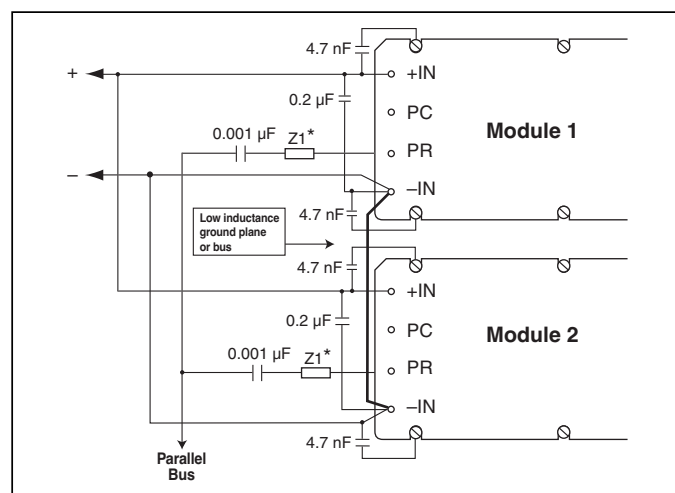 4.7 nF
+
+IN
0.2 µF
PC
Module 1
0.001 µF
Z1*
PR
–
–IN
4.7 nF
Low inductance
ground plane
or bus
4.7 nF
+IN
0.2 µF
PC
Module 2
0.001 µF
Z1*
PR
–IN
4.7 nF
Parallel
Bus